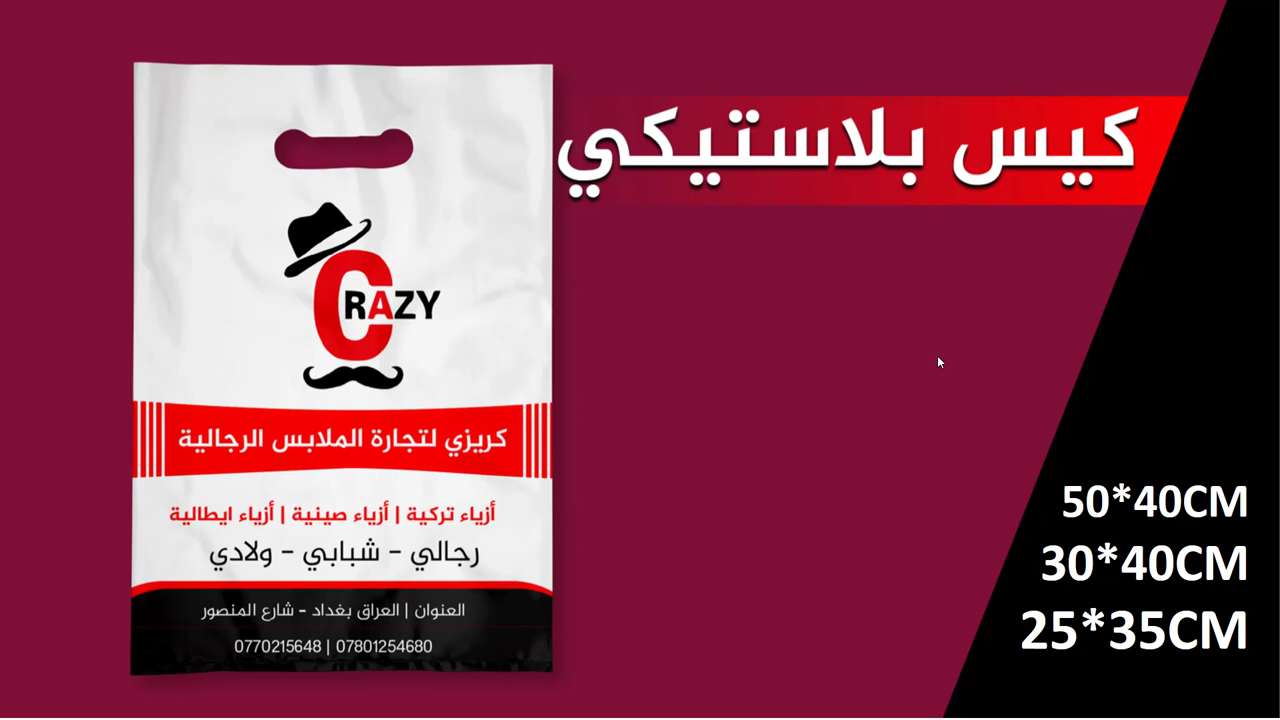 كيس بلاستيكي
CRAZY
كريزي لتجارة الملابس الرجالية
أزياء تركية | أزياء صينية | أزياء ايطالية
رجالي - شبابي - ولادي
العنوان | العراق بغداد - شارع المنصور
0770215648 | 07801254680
50*40CM
30*40CM
25*35CM